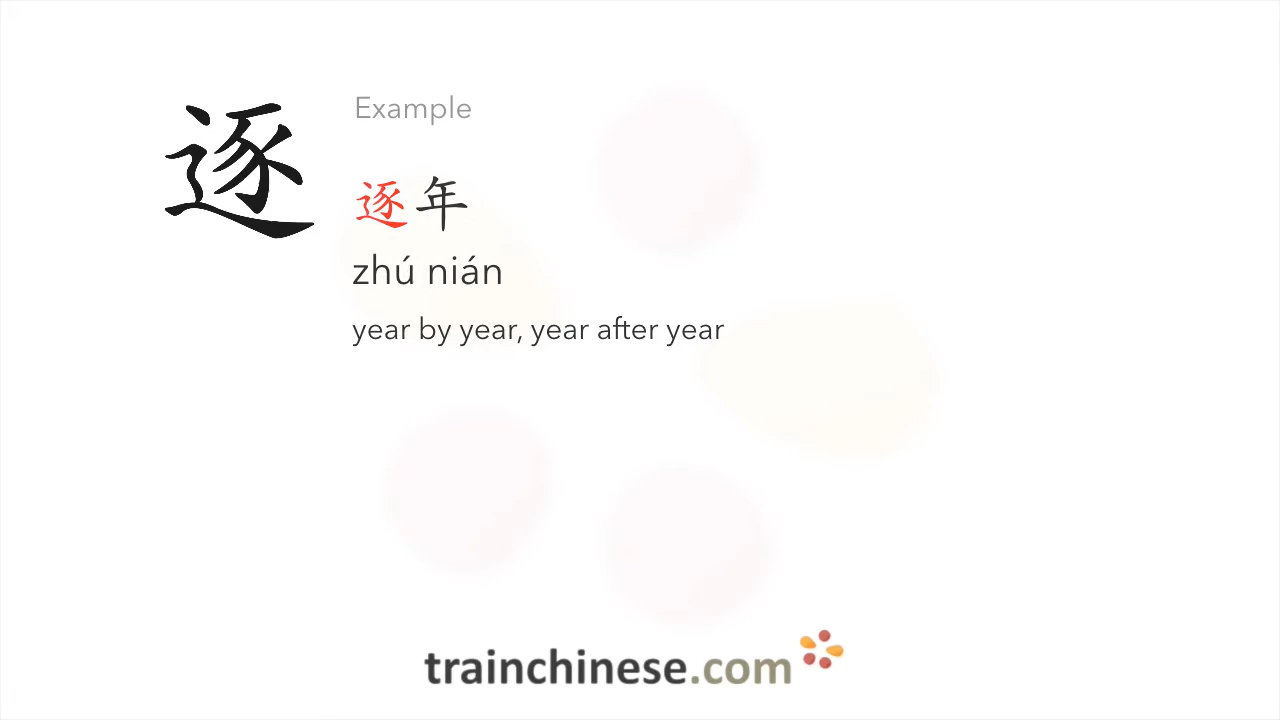 逐
Example
逐年
zhú nián
year by year, year after year
trainchinese.com